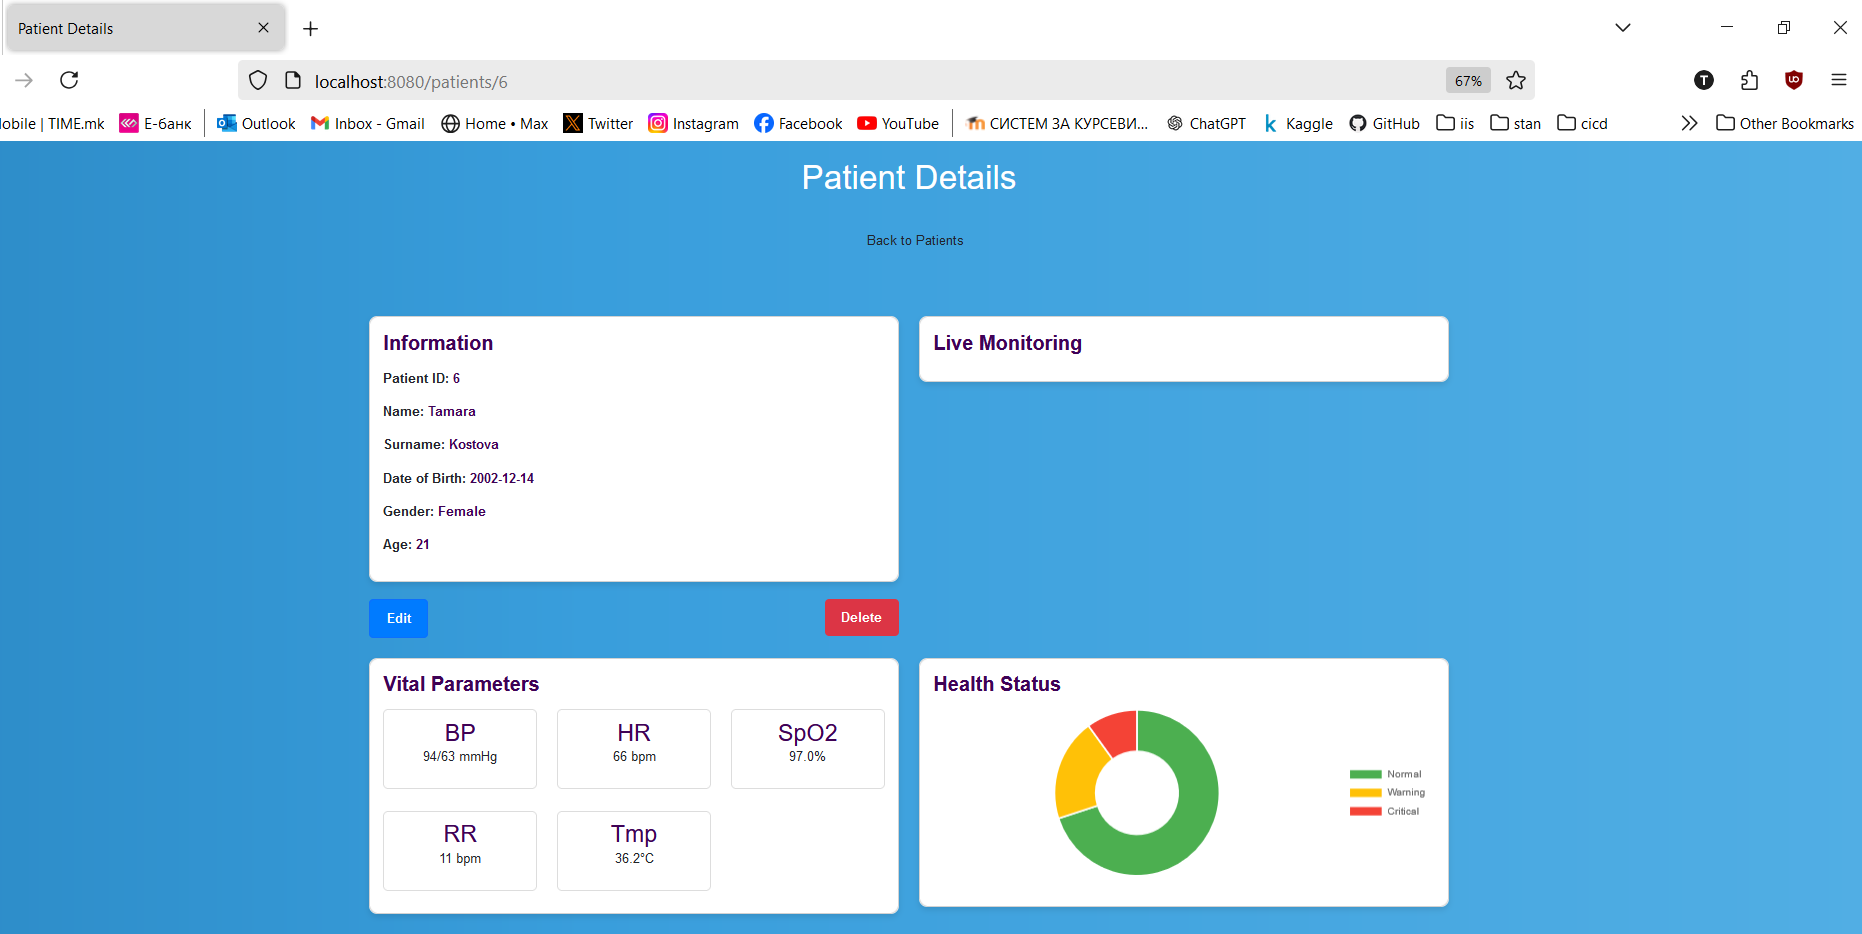 Patient Details
localhost:8080/patients/6
67%
T
obile | TIME.mk
Е-банк
Outlook
Inbox - Gmail
Home • Max
Twitter
Instagram
Facebook
YouTube
СИСТЕМ ЗА КУРСЕВИ...
ChatGPT
Kaggle
GitHub
iis
stan
cicd
Other Bookmarks
Patient Details
Back to Patients
Information
Patient ID: 6
Name: Tamara
Surname: Kostova
Date of Birth: 2002-12-14
Gender: Female
Age: 21
Live Monitoring
Edit
Delete
Vital Parameters
BP
94/63 mmHg
HR
66 bpm
SpO2
97.0%
RR
11 bpm
Tmp
36.2°C
Health Status
Normal
Warning
Critical